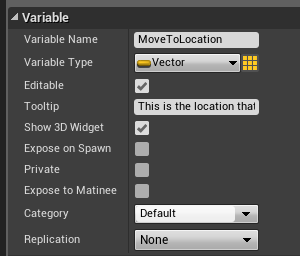 Variable
Variable Name MoveToLocation
Variable Type Vector
Editable
Tooltip This is the location that
Show 3D Widget
Expose on Spawn
Private
Expose to Matinee
Category Default
Replication None